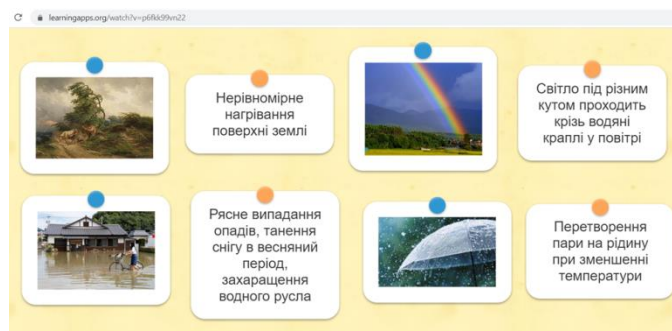 learningapps.org/watch?v=p6fkk99vn22
Нерівномірне
нагрівання
поверхні землі
Світло під різним
кутом проходить
крізь водяні
краплі у повітрі
Рясне випадання
опадів, танення
снігу в весняний
період,
захаращення
водного русла
Перетворення
пари на рідину
при зменшенні
температури